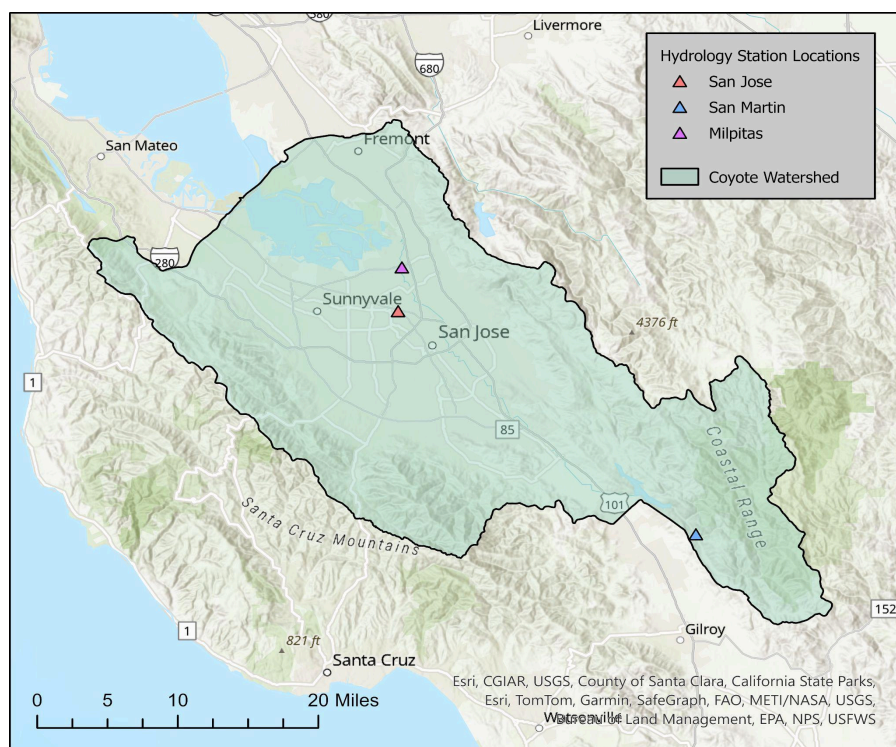 580
Livermore
680
Hydrology Station Locations
San Jose
San Martin
Milpitas
Coyote Watershed
Fremont
San Mateo
280
Sunnyvale
San Jose
4376 ft
1
85
Coastal Range
101
Santa Cruz Mountains
152
1
Gilroy
821 ft
Santa Cruz
0 5 10 20 Miles
Esri, CGIAR, USGS, County of Santa Clara, California State Parks,
Esri, TomTom, Garmin, SafeGraph, FAO, METI/NASA, USGS,
Bureau of Land Management, EPA, NPS, USFWS
Watsonville